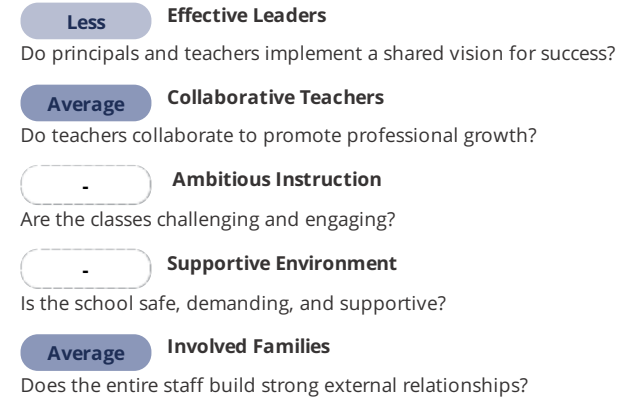 Less Effective Leaders
Do principals and teachers implement a shared vision for success?
Average Collaborative Teachers
Do teachers collaborate to promote professional growth?
- Ambitious Instruction
Are the classes challenging and engaging?
- Supportive Environment
Is the school safe, demanding, and supportive?
Average Involved Families
Does the entire staff build strong external relationships?